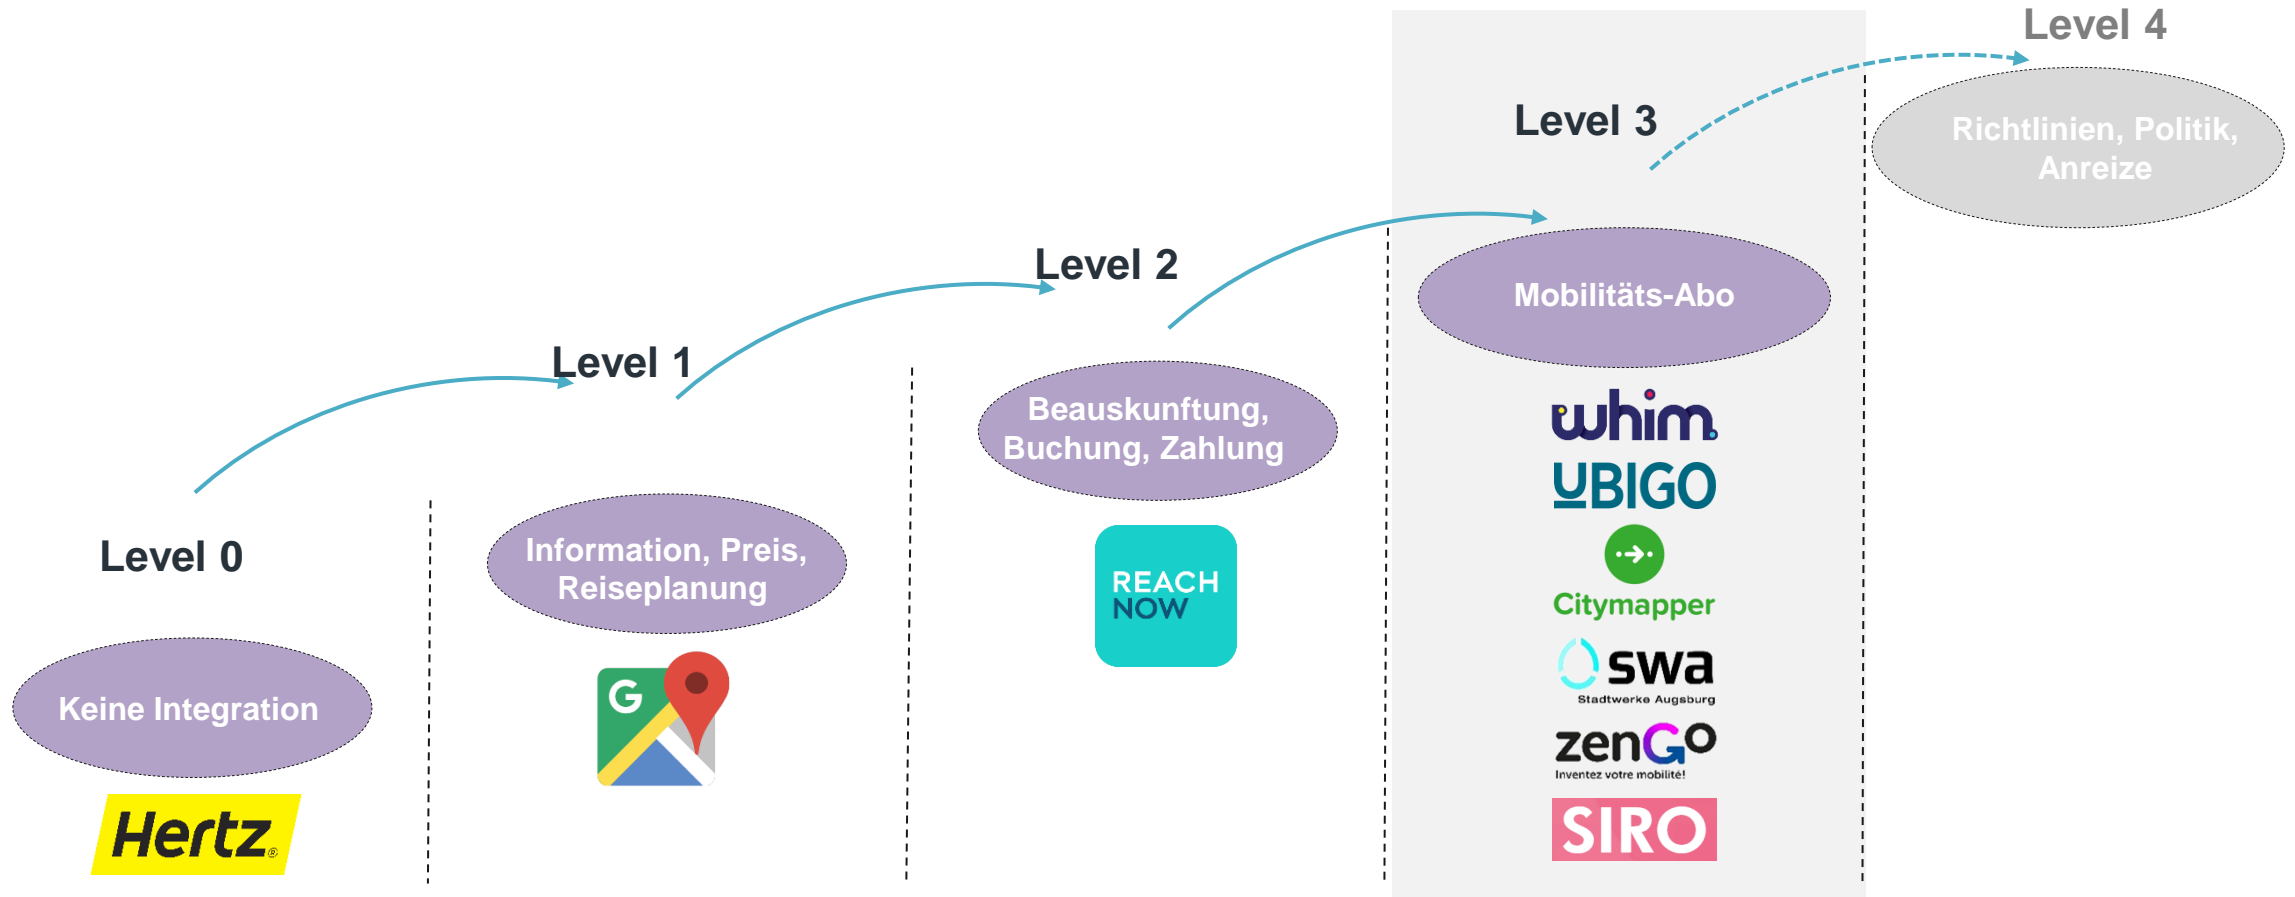 Level 0
Keine Integration
Hertz®
Level 1
Information, Preis,
Reiseplanung
G
Level 2
Beauskunftung,
Buchung, Zahlung
REACH
NOW
Level 3
Mobilitäts-Abo
whim
UBIGO
Citymapper
swa
Stadtwerke Augsburg
zenGo
Inventez votre mobilité!
SIRO
Level 4
Richtlinien, Politik,
Anreize